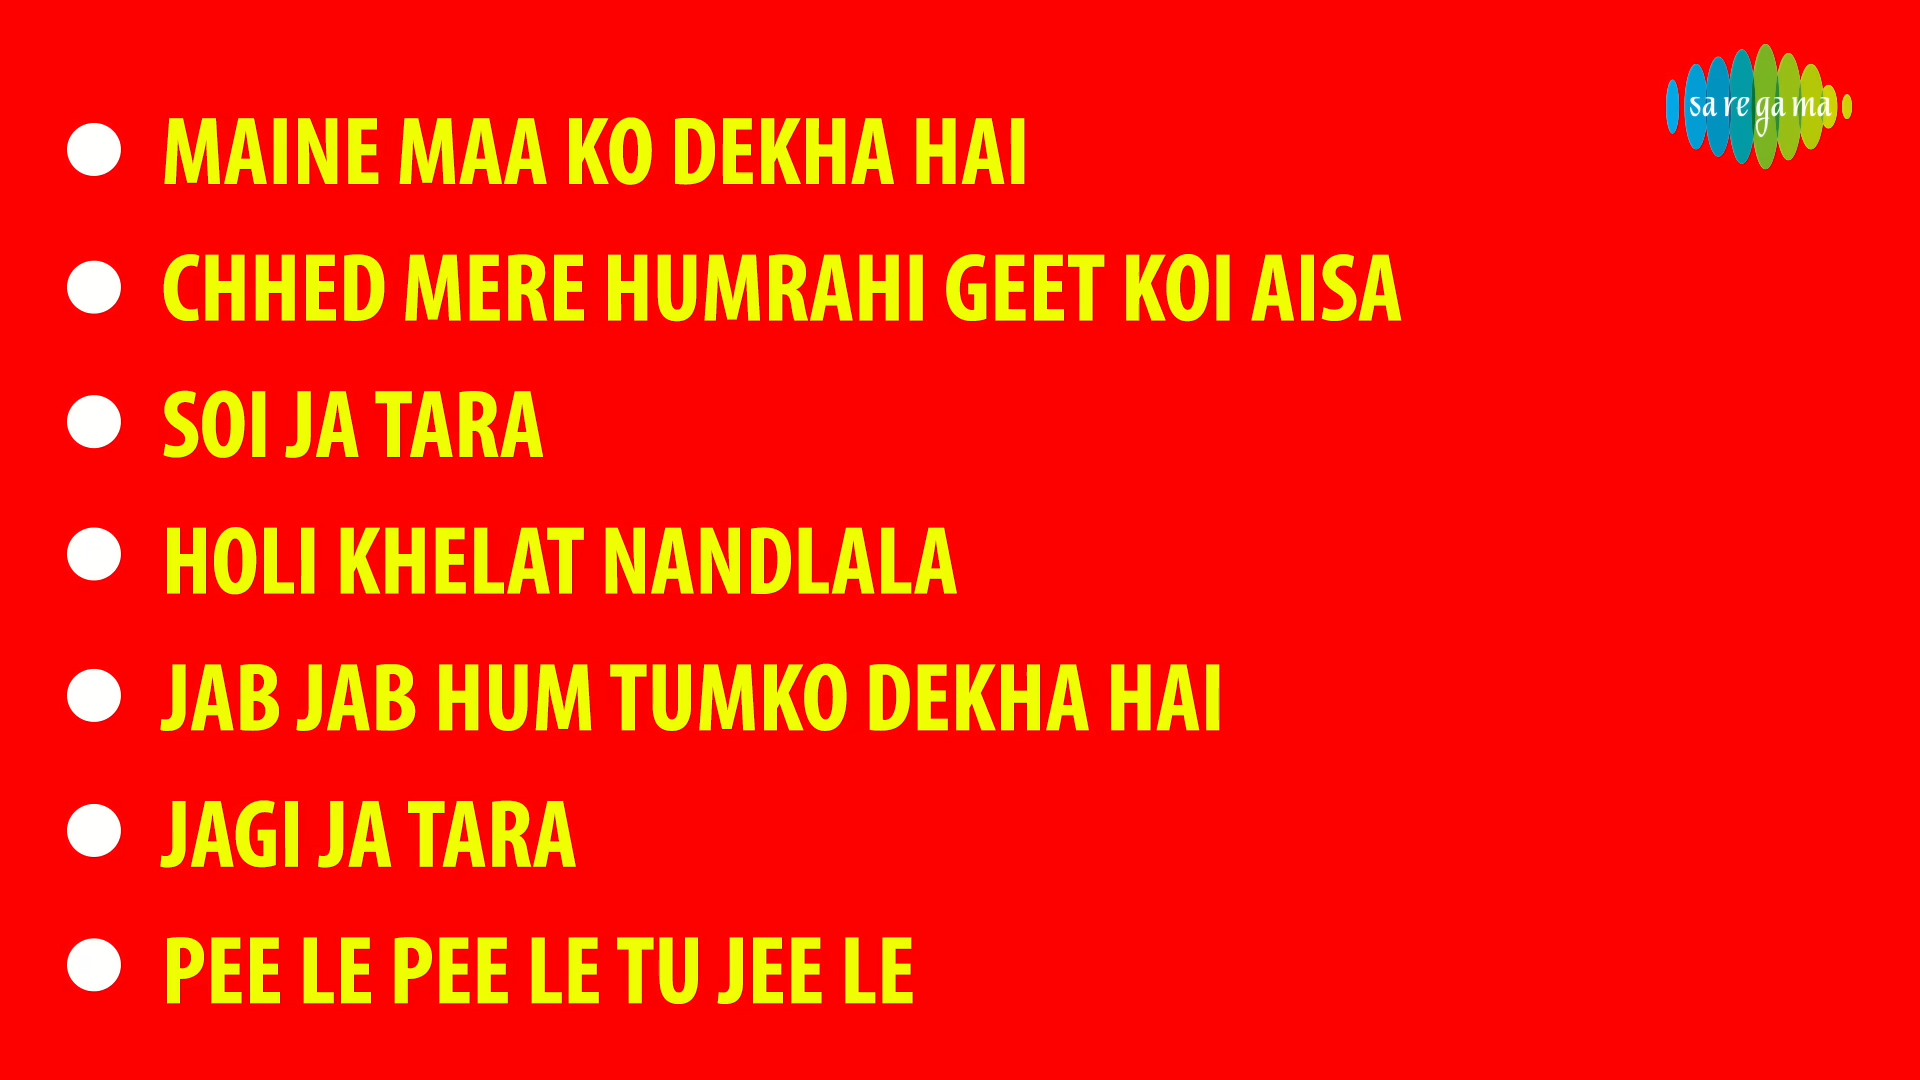 sa re ga ma
MAINE MAA KO DEKHA HAI
CHHED MERE HUMRAHI GEET KOI AISA
SOI JA TARA
HOLI KHELAT NANDLALA
JAB JAB HUM TUMKO DEKHA HAI
JAGI JA TARA
PEE LE PEE LE TU JEE LE